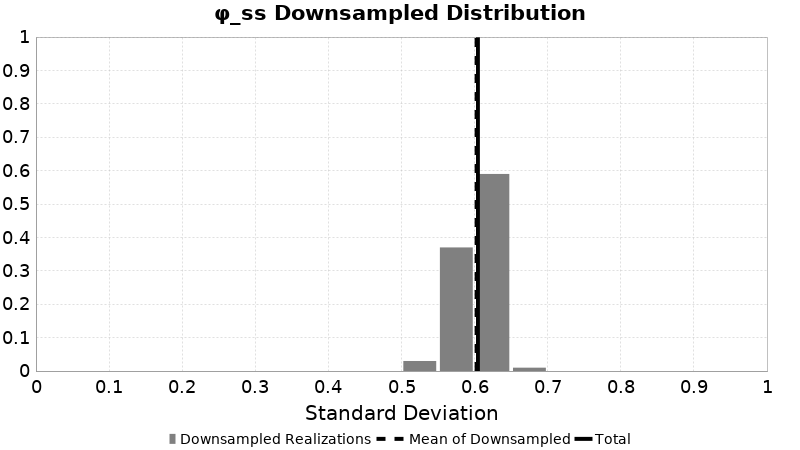 φ_ss Downsampled Distribution
1
0.9
0.8
0.7
0.6
0.5
0.4
0.3
0.2
0.1
0
0 0.1 0.2 0.3 0.4 0.5 0.6 0.7 0.8 0.9 1
Standard Deviation
Downsampled Realizations Mean of Downsampled Total